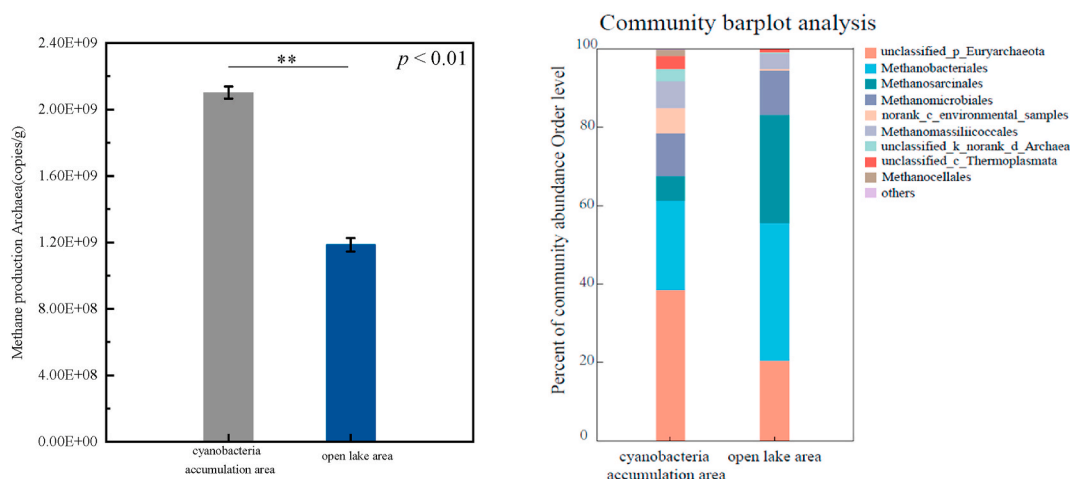 2.40E+09
2.00E+09
1.60E+09
1.20E+09
8.00E+08
4.00E+08
0.00E+00
Methane production Archaea(copies/g)
**
p < 0.01
cyanobacteria
accumulation area
open lake area
Community barplot analysis
Percent of community abundance Order level
100
80
60
40
20
0
cyanobacteria
accumulation area
open lake area
unclassified_p_Euryarchaeota
Methanobacteriales
Methanosarcinales
Methanomicrobiales
norank_c_environmental_samples
Methanomassiliicoccales
unclassified_k_norank_d_Archaea
unclassified_c_Thermoplasmata
Methanocellales
others